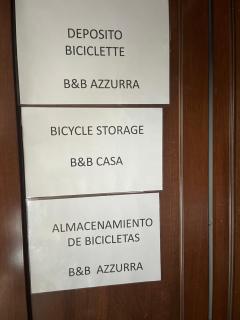 DEPOSITO
BICICLETTE
B&B AZZURRA
BICYCLE STORAGE
B&B CASA
ALMACENAMIENTO
DE BICICLETAS
B&B AZZURRA